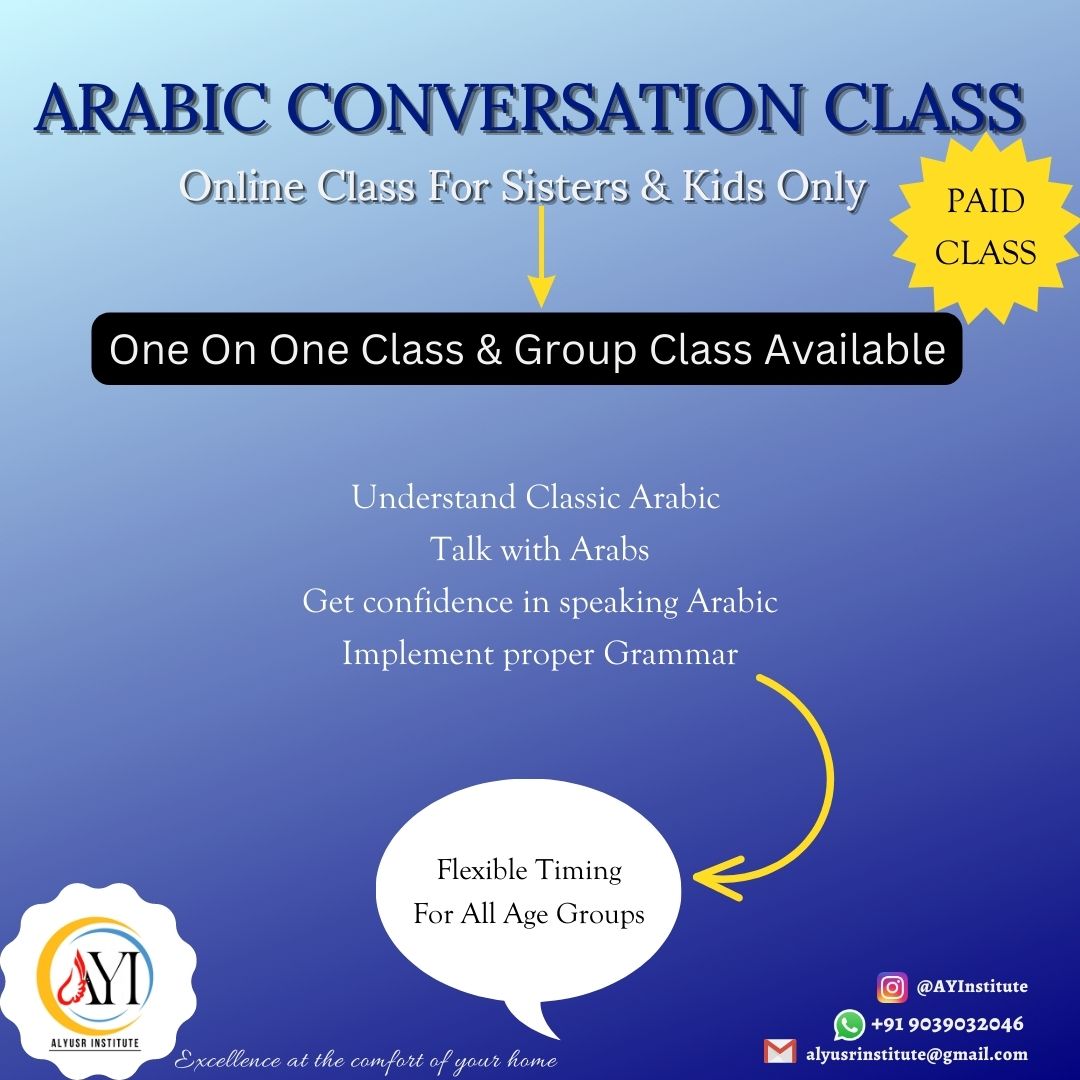 ARABIC CONVERSATION CLASS
Online Class For Sisters & Kids Only
PAID
CLASS
One On One Class & Group Class Available
Understand Classic Arabic
Talk with Arabs
Get confidence in speaking Arabic
Implement proper Grammar
Flexible Timing
For All Age Groups
AYI
ALYUSR INSTITUTE
Excellence at the comfort of your home
@AYInstitute
+91 9039032046
alyusrinstitute@gmail.com